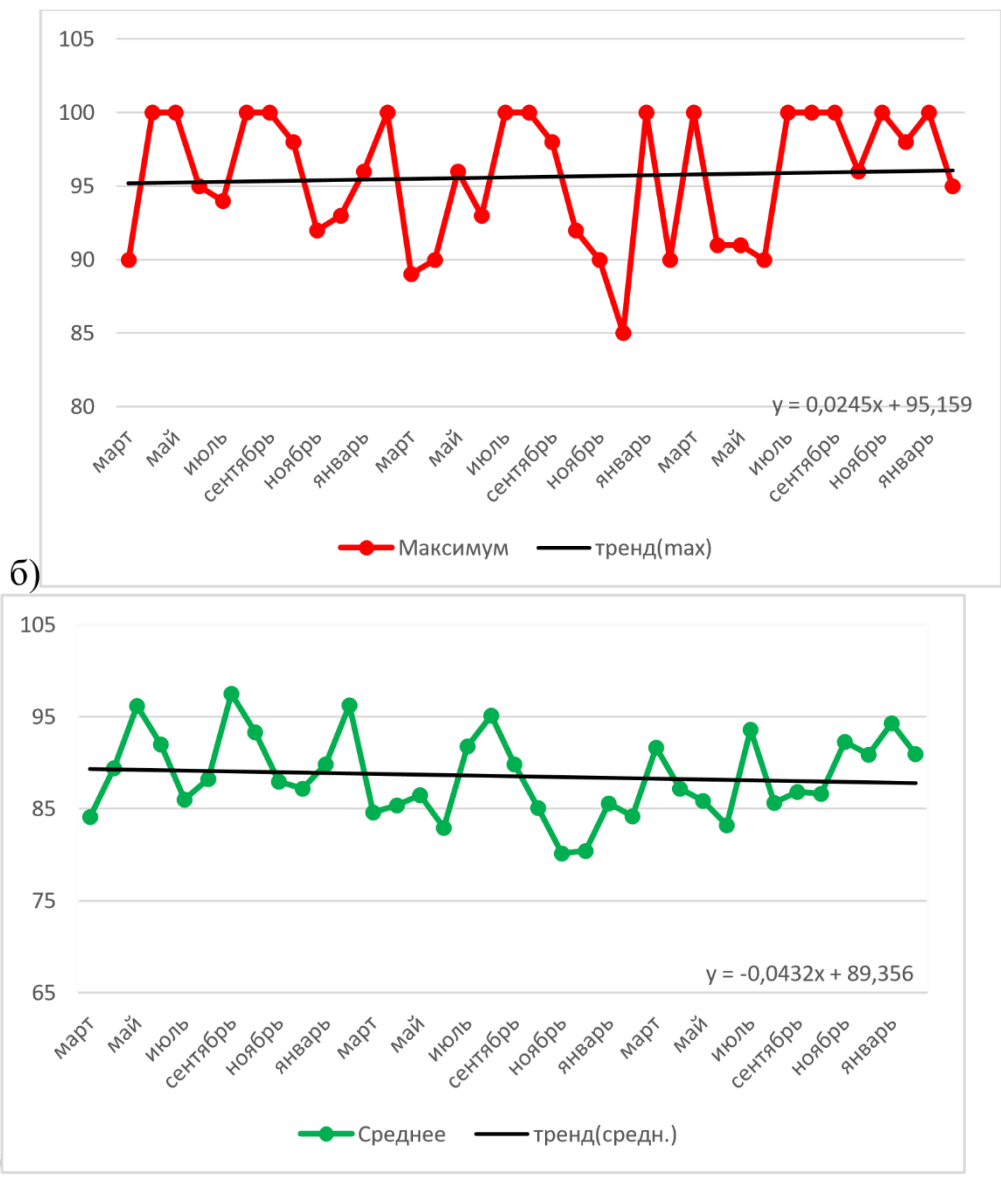 105
100
95
90
85
80
y = 0,0245x + 95,159
март май июль сентябрь ноябрь январь март май июль сентябрь ноябрь январь март май июль сентябрь ноябрь январь
Максимум тренд(max)
б)
105
95
85
75
65
y = -0,0432x + 89,356
март май июль сентябрь ноябрь январь март май июль сентябрь ноябрь январь март май июль сентябрь ноябрь январь
Среднее тренд(средн.)